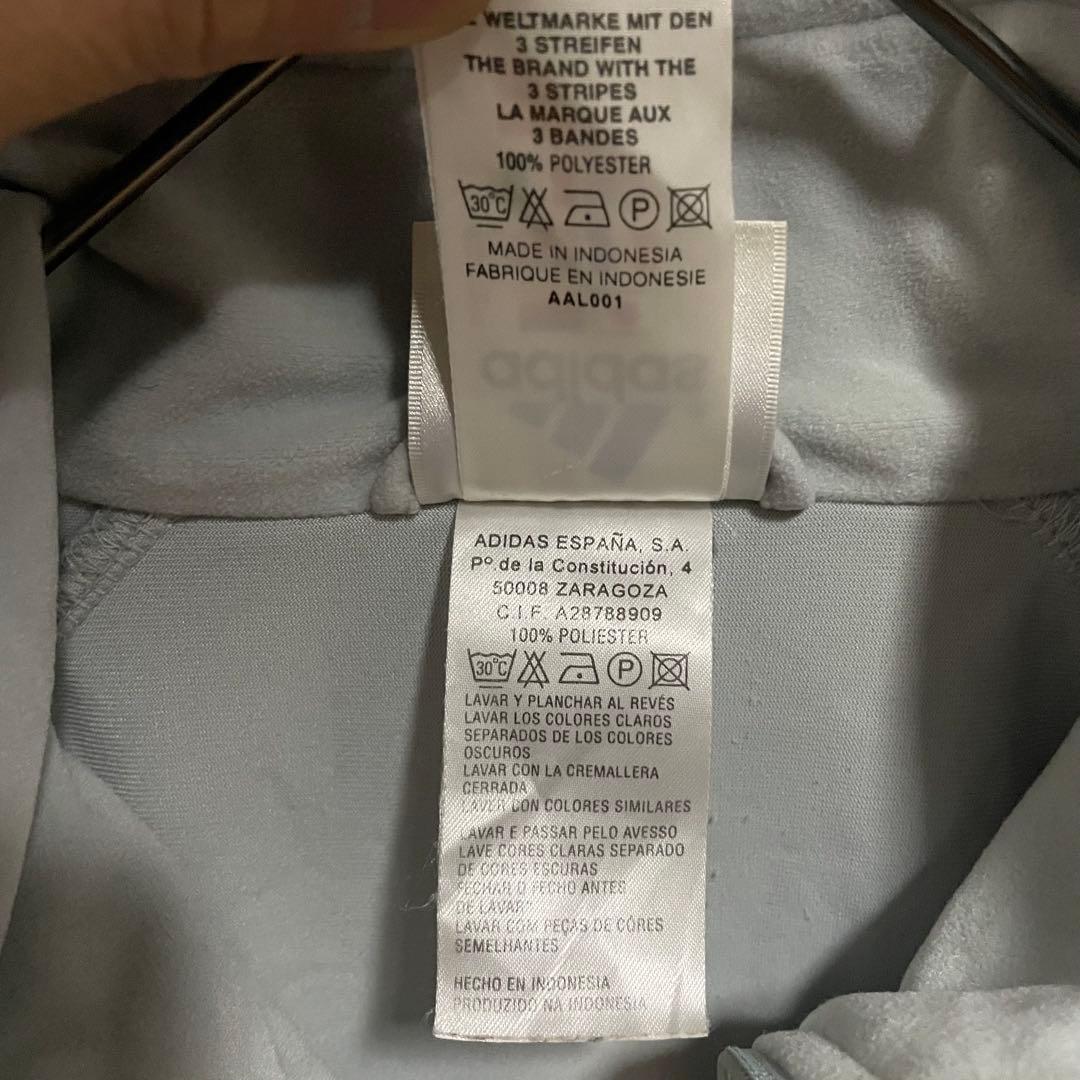 WELTMARKE MIT DEN
3 STREIFEN
THE BRAND WITH THE
3 STRIPES
LA MARQUE AUX
3 BANDES
100% POLYESTER
30°C P
MADE IN INDONESIA
FABRIQUE EN INDONESIE
AAL001
adidas
ADIDAS ESPAÑA, S.A.
Pº.de la Constitución, 4
50008 ZARAGOZA
C.I.F. A28788909
100% POLIESTER
30°C P
LAVAR Y PLANCHAR AL REVÉS
LAVAR LOS COLORES CLAROS
SEPARADOS DE LOS COLORES
OSCUROS
LAVAR CON LA CREMALLERA
CERRADA
LAVER CON COLORES SIMILARES
LAVAR E PASSAR PELO AVESSO
LAVE CORES CLARAS SEPARADO
DE CORES ESCURAS
FECHAR O FECHO ANTES
DE LAVAR
LAVAR COM PEÇAS DE CÔRES
SEMELHANTES
HECHO EN INDONESIA
PRODUZIDO NA INDONESIA